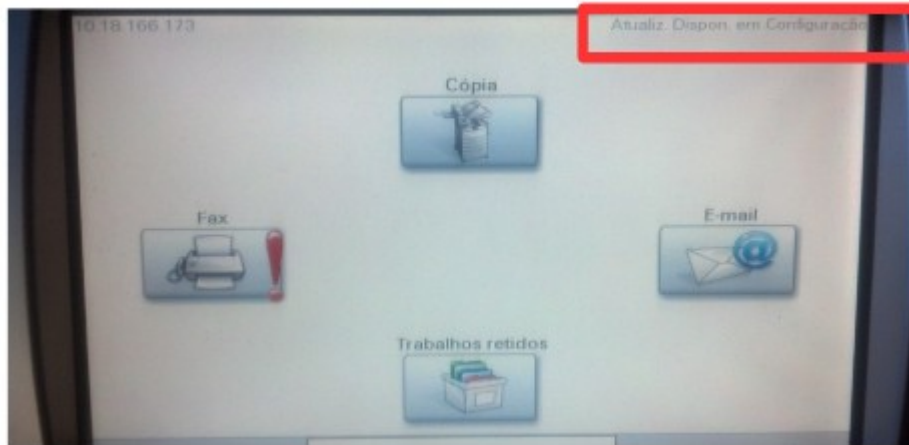 10.18.166.173
Atualiz. Dispon. em Configuração
Cópia
Fax
E-mail
Trabalhos retidos